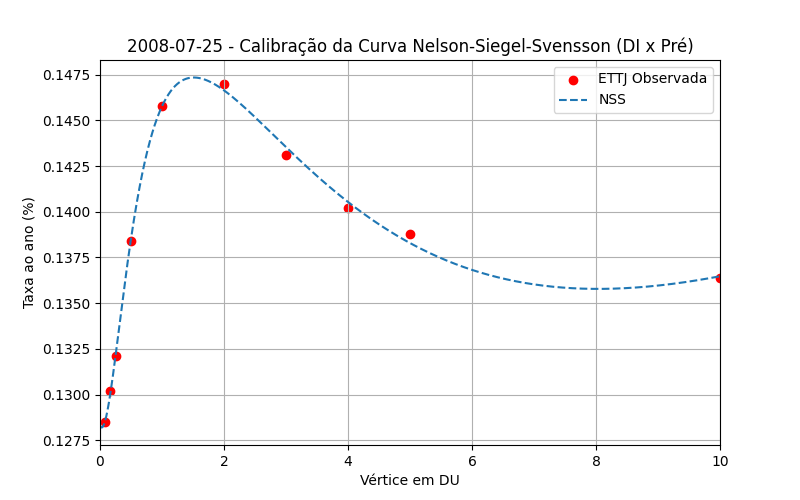 2008-07-25 - Calibração da Curva Nelson-Siegel-Svensson (DI x Pré)
ETTJ Observada
NSS
Taxa ao ano (%)
0.1475
0.1450
0.1425
0.1400
0.1375
0.1350
0.1325
0.1300
0.1275
0 2 4 6 8 10
Vértice em DU